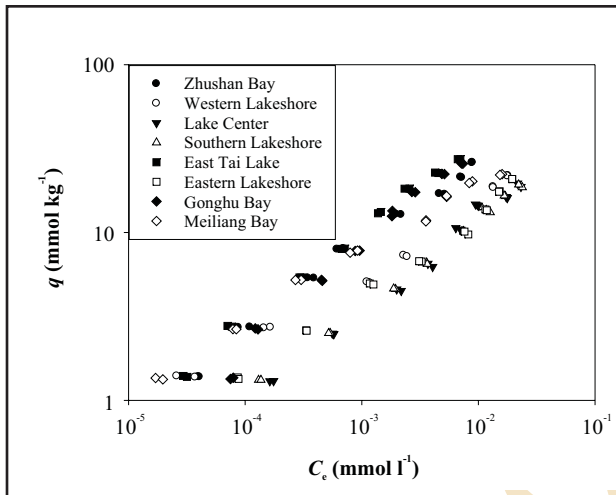 100
Zhushan Bay
Western Lakeshore
Lake Center
Southern Lakeshore
East Tai Lake
Eastern Lakeshore
Gonghu Bay
Meiliang Bay
q (mmol kg⁻¹)
10
1
10⁻⁵ 10⁻⁴ 10⁻³ 10⁻² 10⁻¹
Cₑ (mmol l⁻¹)